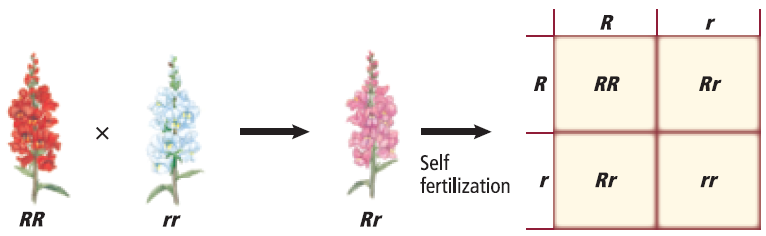 R r
R RR Rr
× Self
fertilization
r Rr rr
RR rr Rr